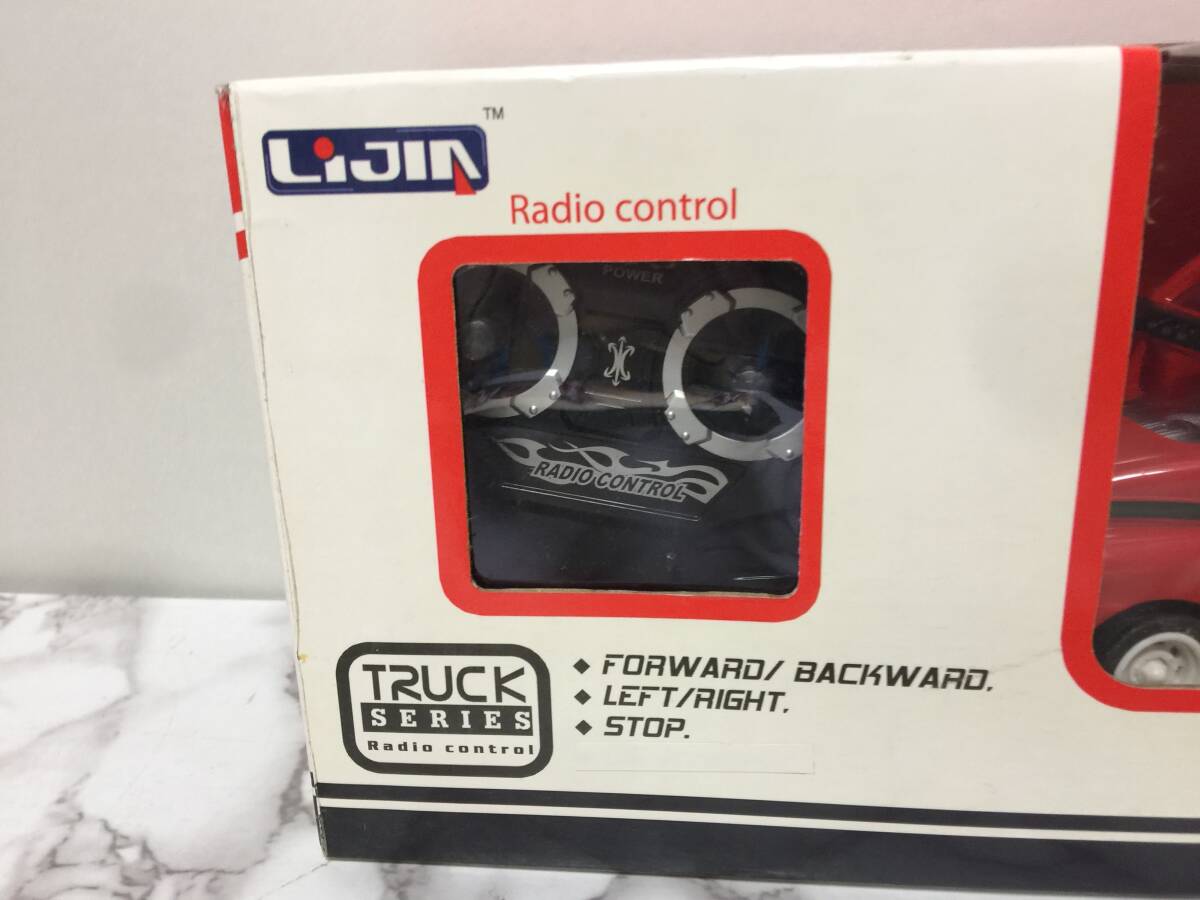 LiJIN
TM
Radio control
POWER
RADIO CONTROL
TRUCK
SERIES
Radio control
◆ FORWARD/ BACKWARD.
◆ LEFT/RIGHT.
◆ STOP.